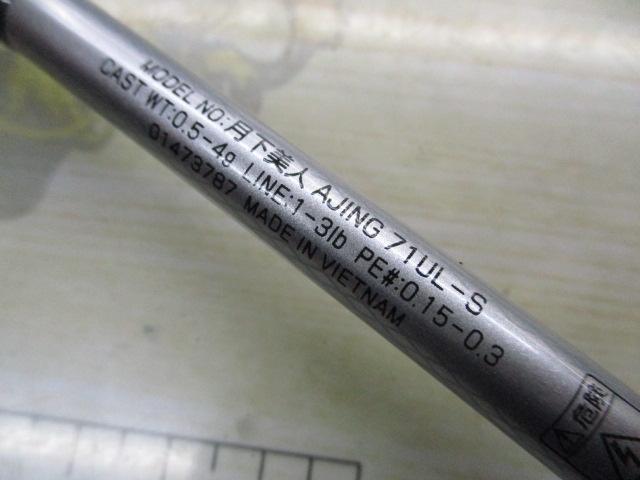 MODEL NO:月下美人 AJING 71UL-S
CAST WT:0.5-4g LINE:1-3lb PE#:0.15-0.3
01473787 MADE IN VIETNAM
危険